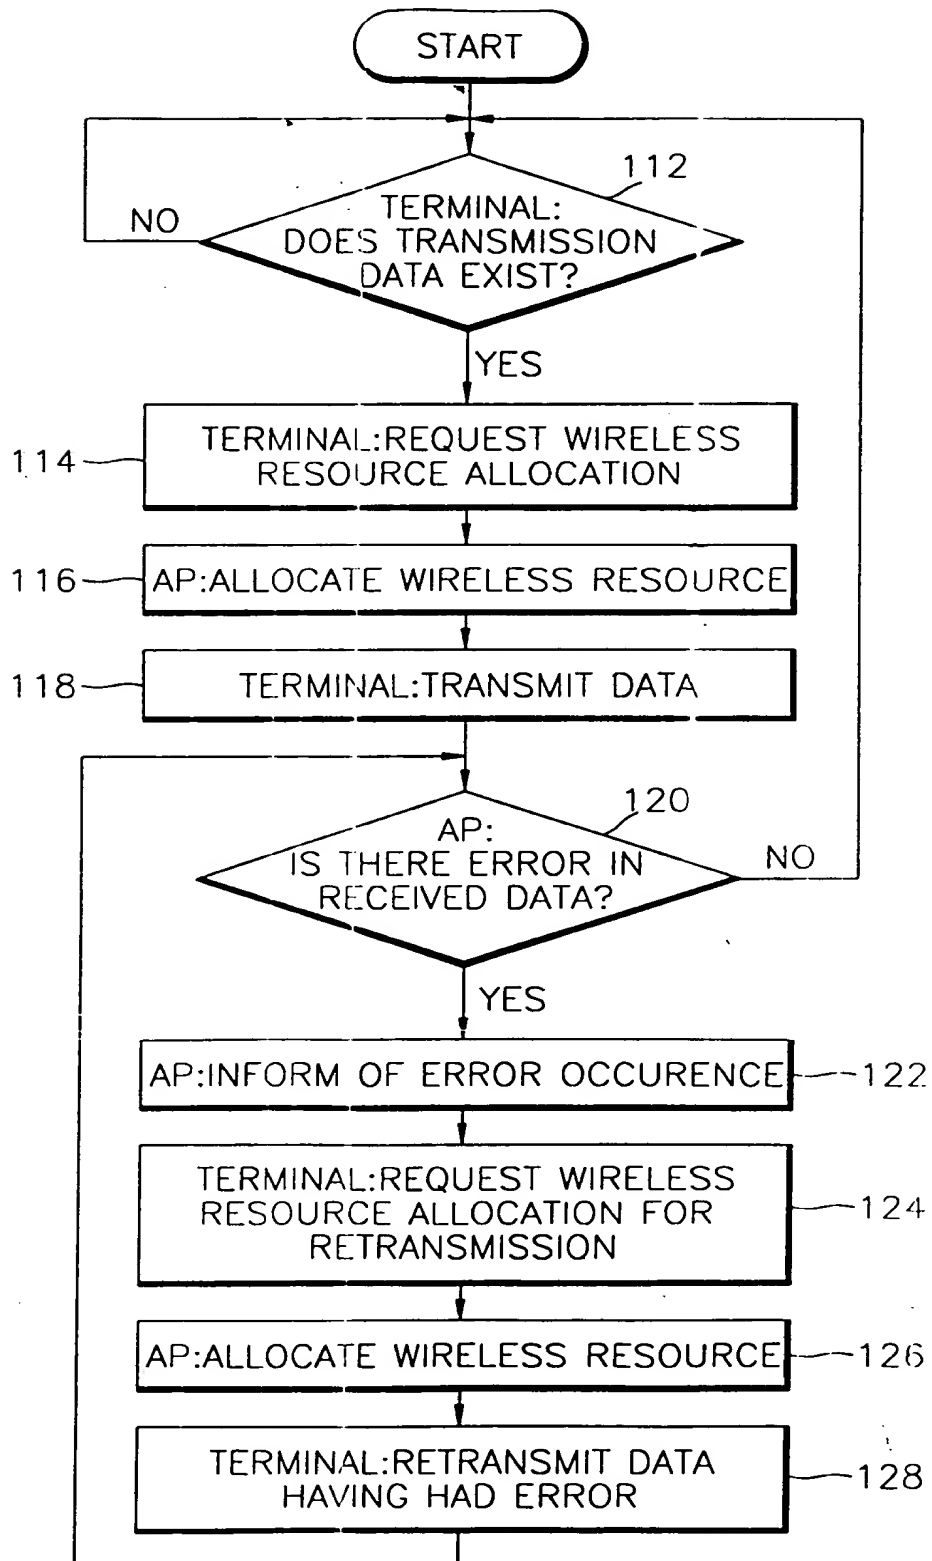 START
112
TERMINAL:
DOES TRANSMISSION
DATA EXIST?
NO
YES
114
TERMINAL:REQUEST WIRELESS
RESOURCE ALLOCATION
116
AP:ALLOCATE WIRELESS RESOURCE
118
TERMINAL:TRANSMIT DATA
120
AP:
IS THERE ERROR IN
RECEIVED DATA?
NO
YES
AP:INFORM OF ERROR OCCURENCE
122
TERMINAL:REQUEST WIRELESS
RESOURCE ALLOCATION FOR
RETRANSMISSION
124
AP:ALLOCATE WIRELESS RESOURCE
126
TERMINAL:RETRANSMIT DATA
HAVING HAD ERROR
128